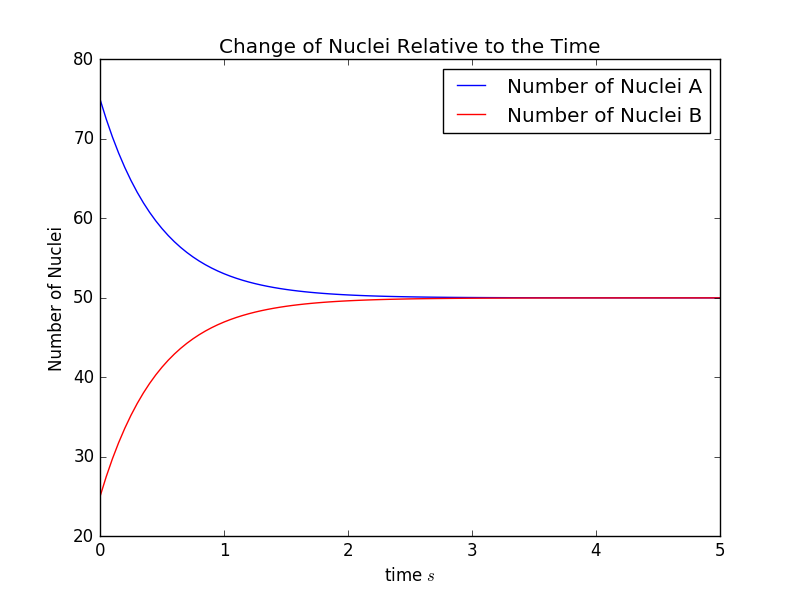 Change of Nuclei Relative to the Time
80
70
60
50
40
30
20
Number of Nuclei
Number of Nuclei A
Number of Nuclei B
0 1 2 3 4 5
time s